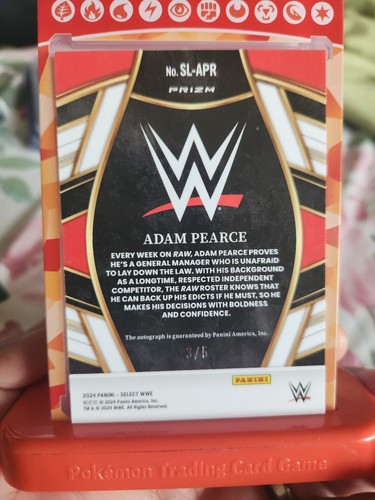 No. SL-APR
PRIZM
W
ADAM PEARCE
EVERY WEEK ON RAW, ADAM PEARCE PROVES
HE'S A GENERAL MANAGER WHO IS UNAFRAID
TO LAY DOWN THE LAW. WITH HIS BACKGROUND
AS A LONGTIME, RESPECTED INDEPENDENT
COMPETITOR, THE RAW ROSTER KNOWS THAT
HE CAN BACK UP HIS EDICTS IF HE MUST, SO HE
MAKES HIS DECISIONS WITH BOLDNESS
AND CONFIDENCE.
The autograph is guaranteed by Panini America, Inc.
3/5
PANINI
W
2024 PANINI - SELECT WWE
© 2024 Panini America, Inc.
TM & © 2024 WWE. All Rights Reserved.
Pokémon Trading Card Game